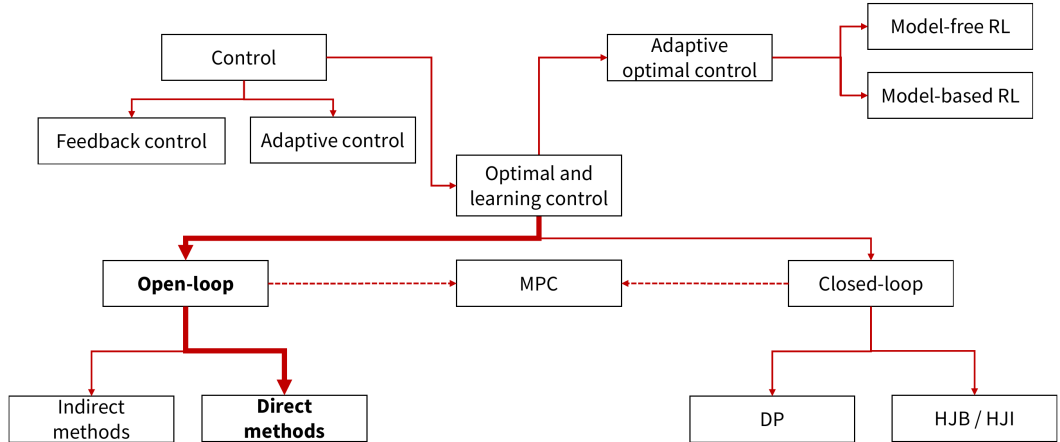 Model-free RL
Control
Adaptive
optimal control
Model-based RL
Feedback control
Adaptive control
Optimal and
learning control
Open-loop
MPC
Closed-loop
Indirect
methods
Direct
methods
DP
HJB / HJI